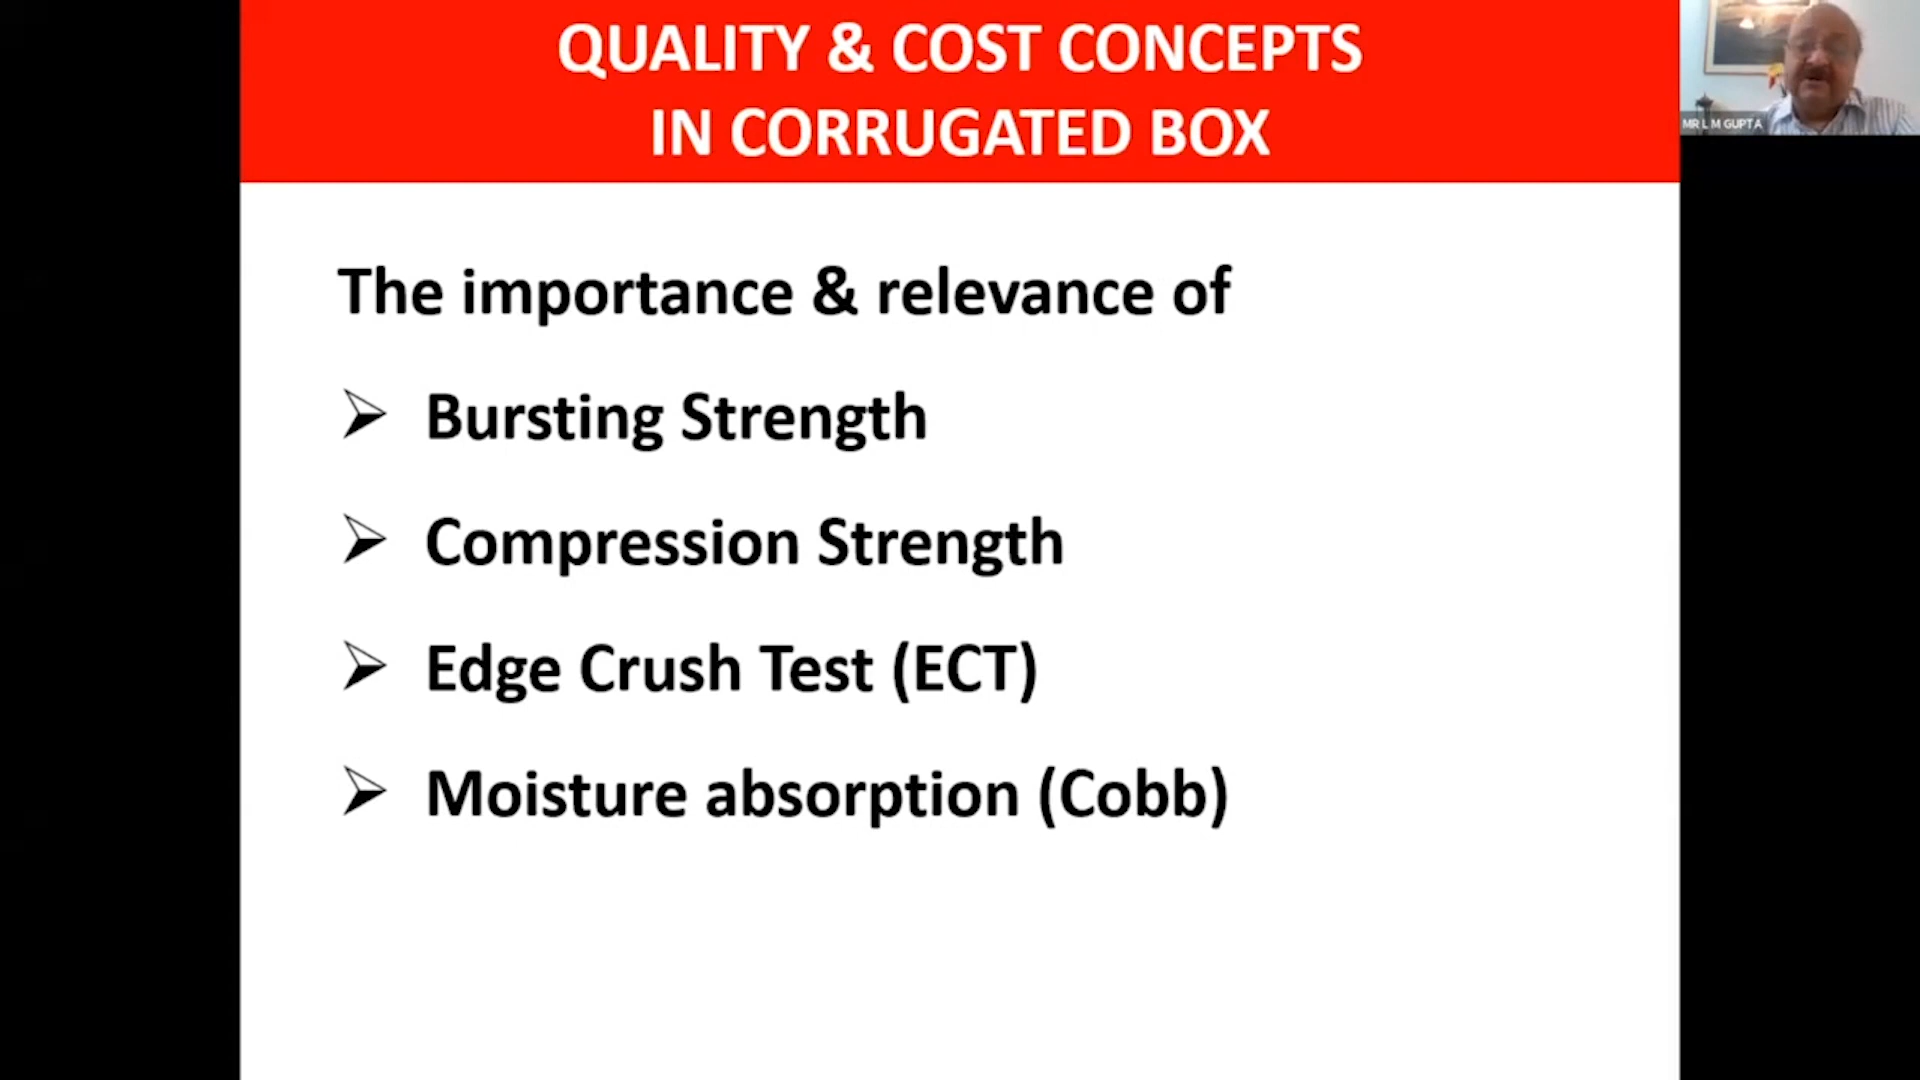 QUALITY & COST CONCEPTS
IN CORRUGATED BOX
MR L M GUPTA
The importance & relevance of
Bursting Strength
Compression Strength
Edge Crush Test (ECT)
Moisture absorption (Cobb)